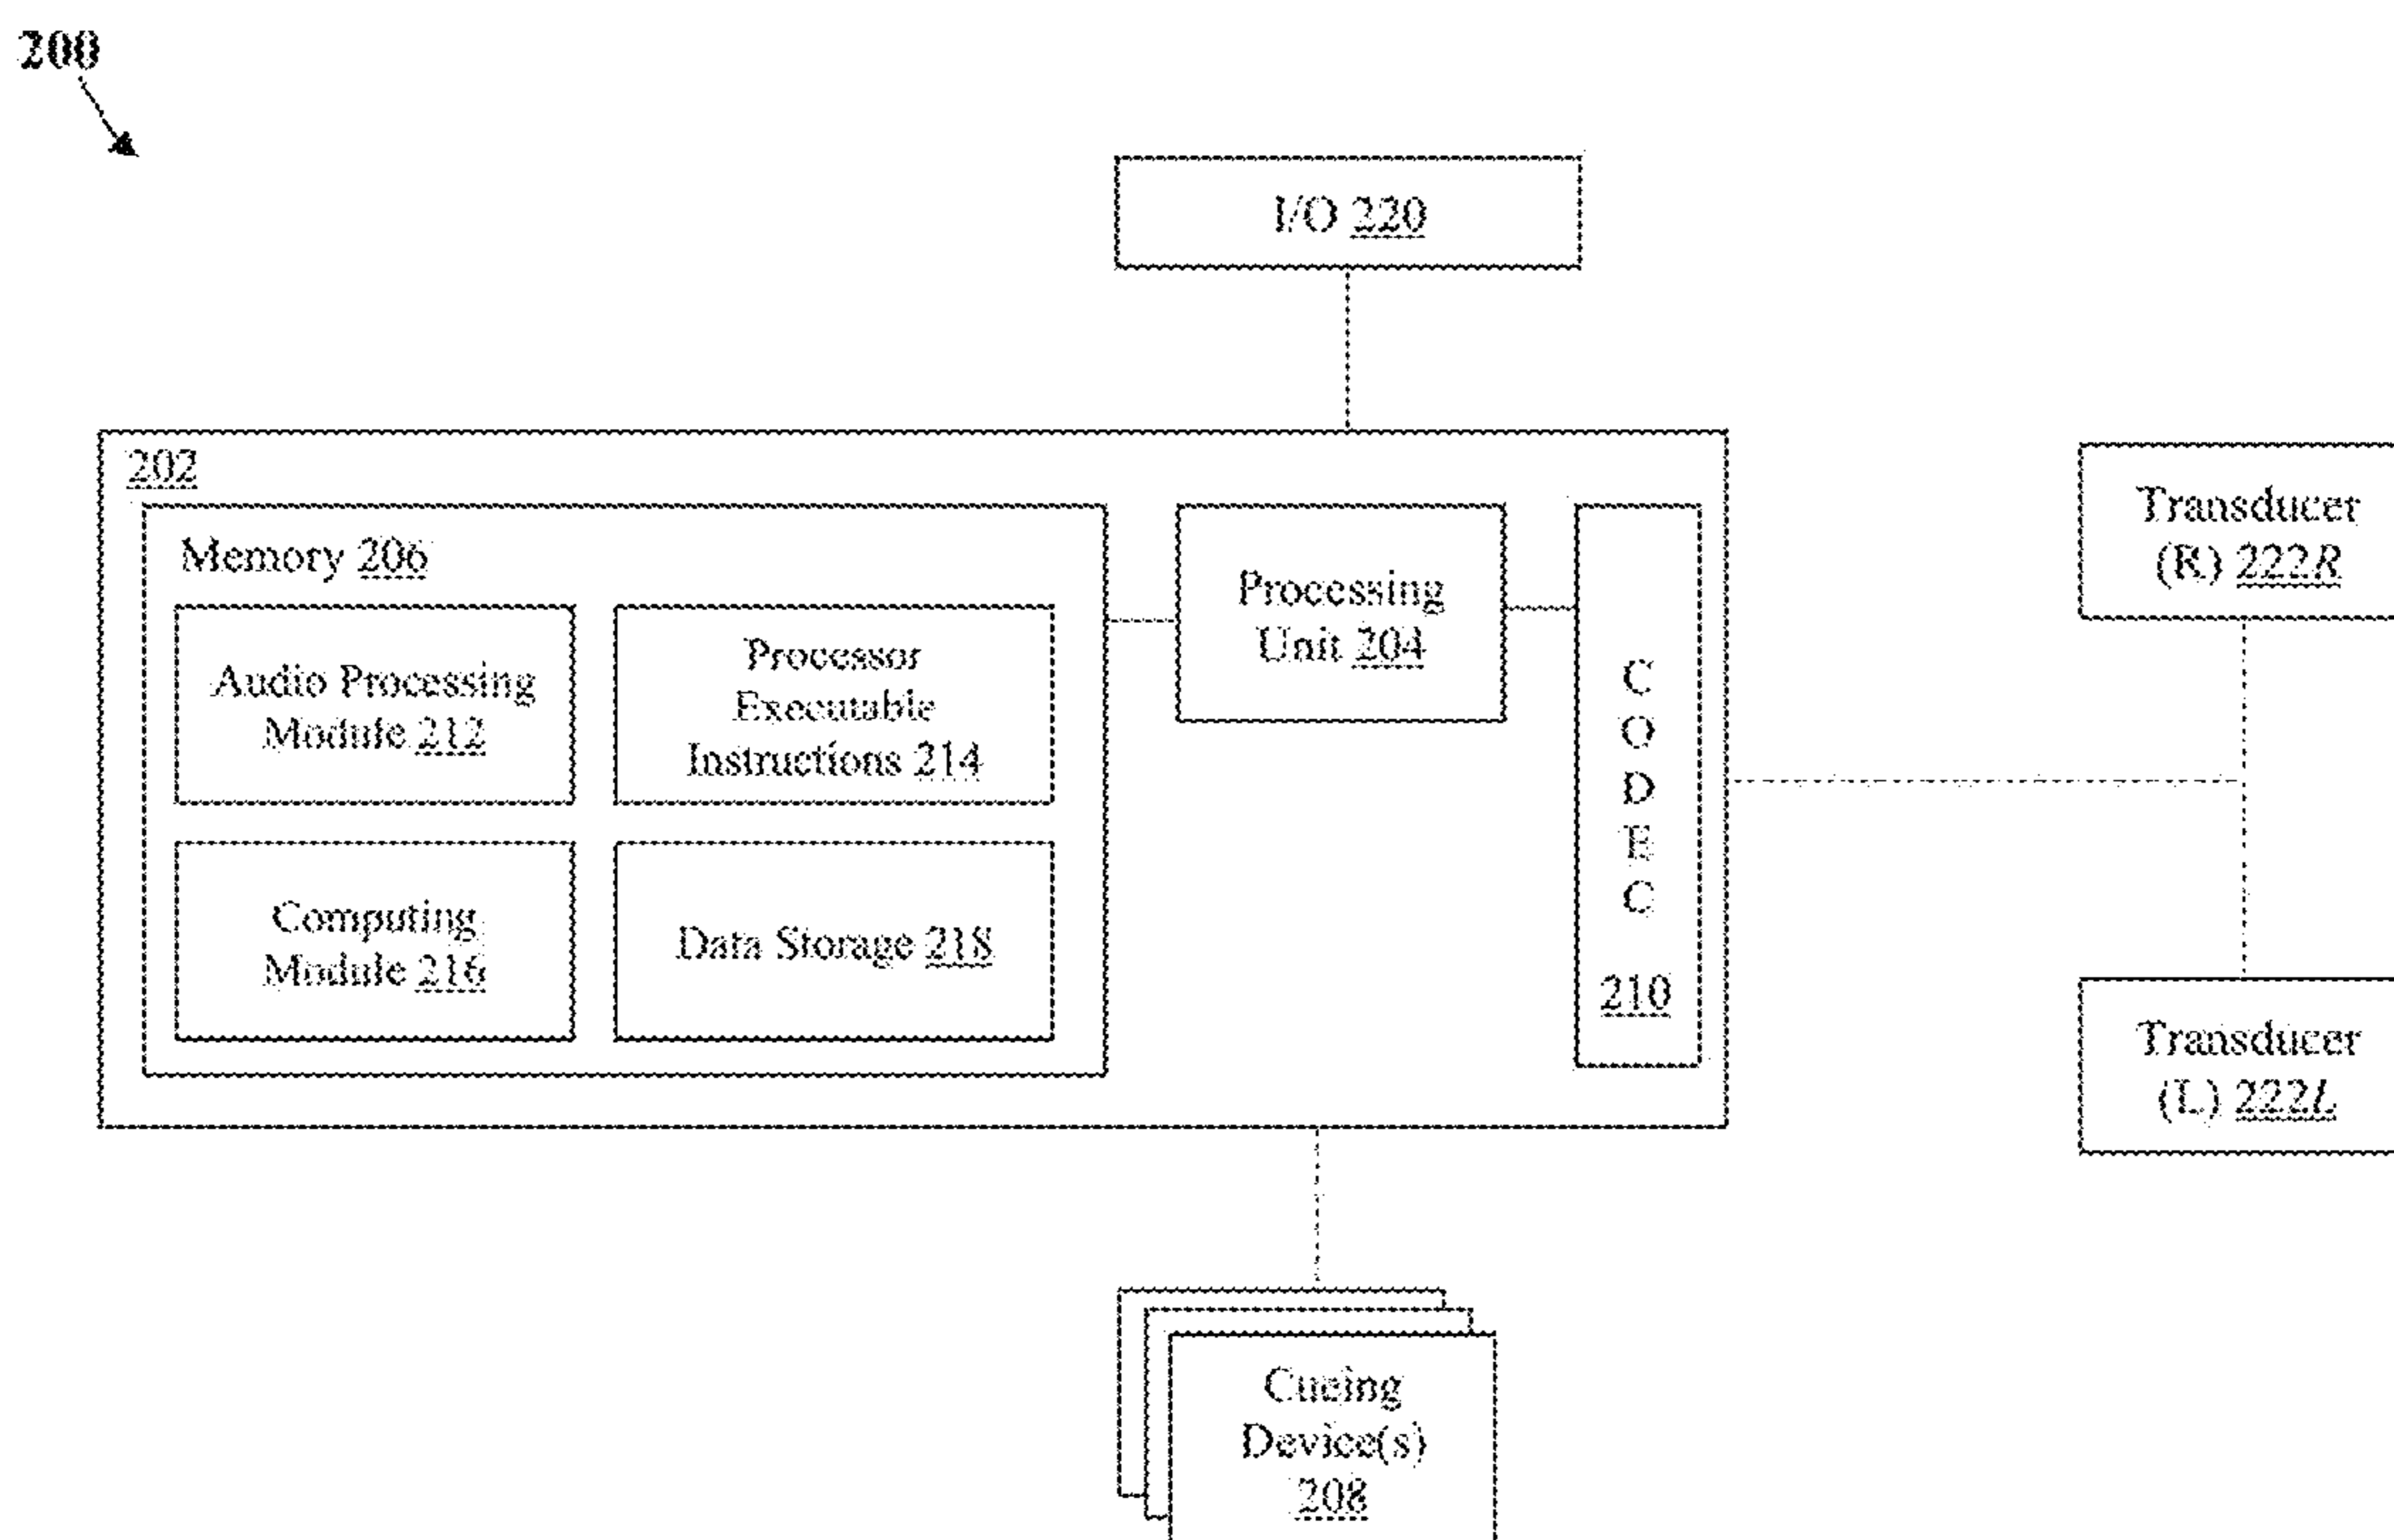 200
I/O 220
202
Memory 206
Audio Processing
Module 212
Processor
Executable
Instructions 214
Computing
Module 216
Data Storage 218
Processing
Unit 204
C
O
D
E
C
210
Transducer
(R) 222R
Transducer
(L) 222L
Cueing
Device(s)
208